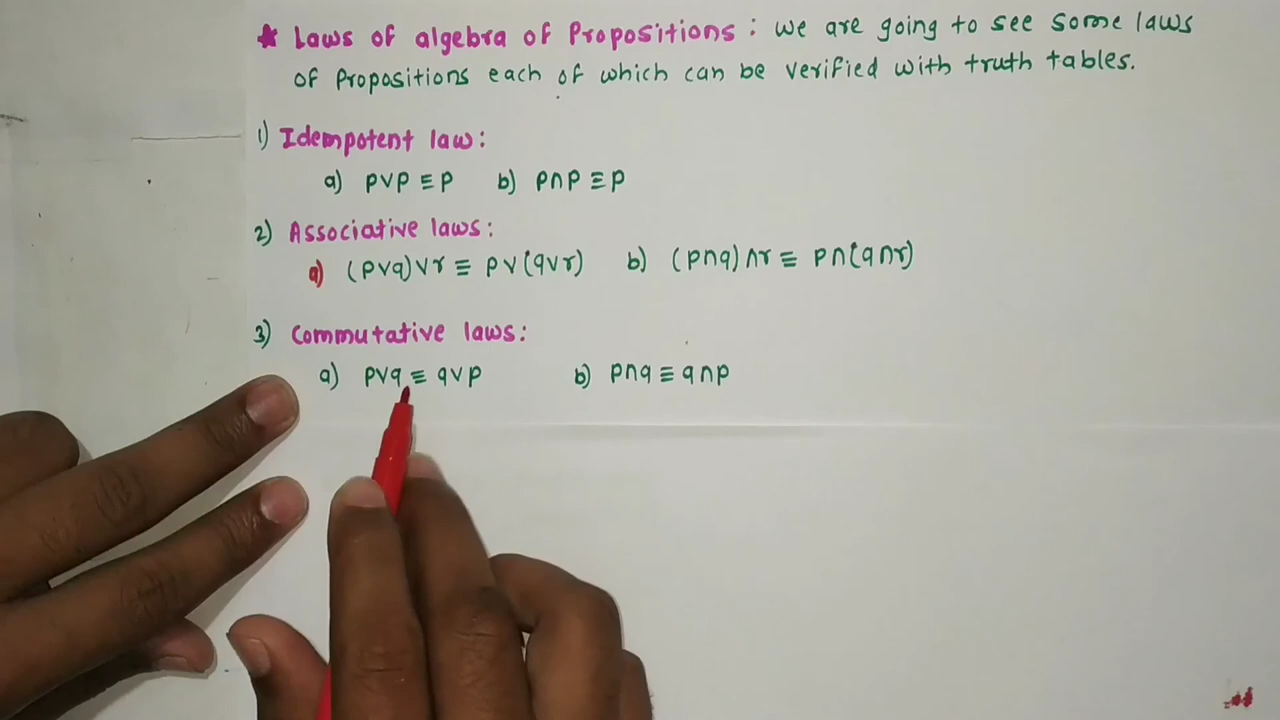 * Laws of algebra of Propositions : we are going to see some laws
of Propositions each of which can be verified with truth tables.
1) Idempotent law:
a) p∨p ≡ p b) p∩p ≡ p
2) Associative laws:
a) (p∨q)∨r ≡ p∨(q∨r) b) (p∩q)∩r ≡ p∩(q∩r)
3) Commutative laws:
a) p∨q ≡ q∨p b) p∩q ≡ q∩p